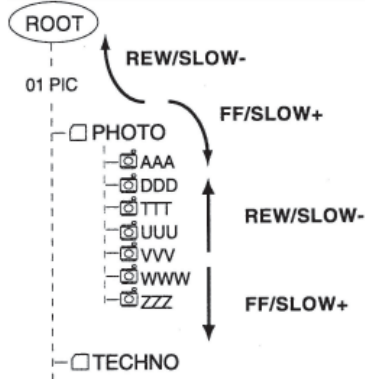 ROOT
REW/SLOW-
01 PIC
FF/SLOW+
PHOTO
AAA
DDD
TTT
REW/SLOW-
UUU
VVV
WWW
ZZZ
FF/SLOW+
TECHNO